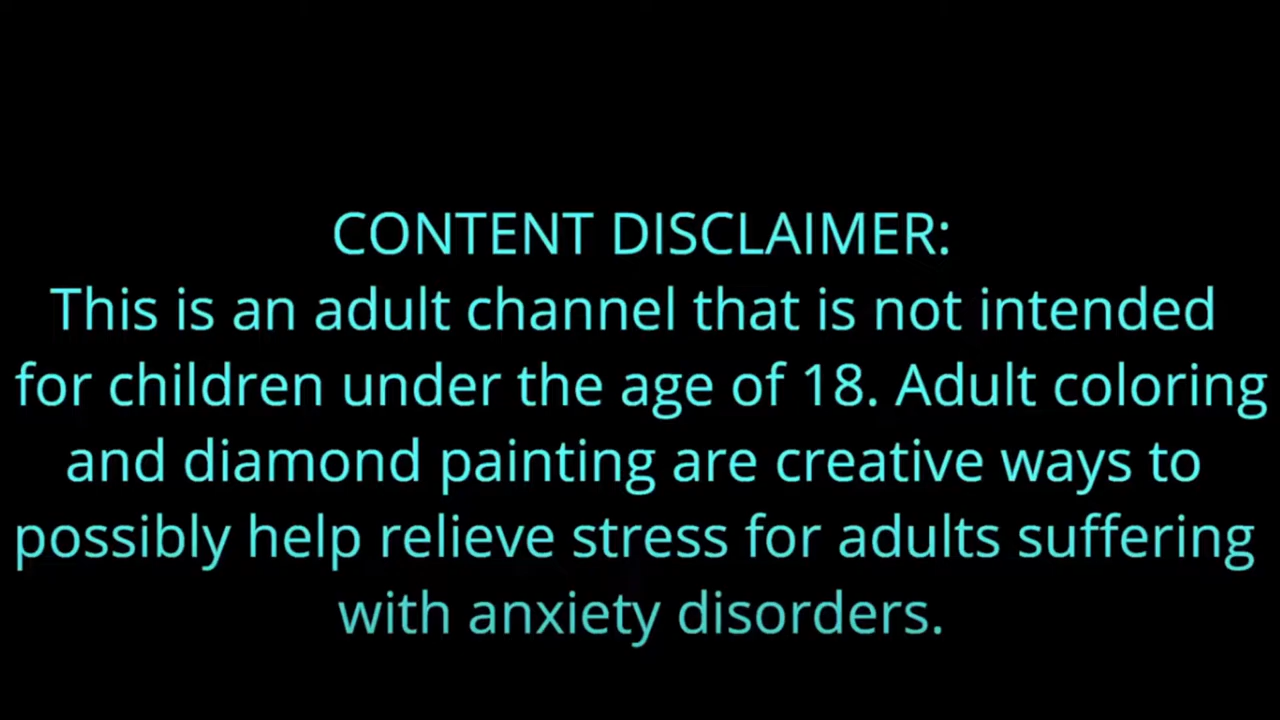 CONTENT DISCLAIMER:
This is an adult channel that is not intended
for children under the age of 18. Adult coloring
and diamond painting are creative ways to
possibly help relieve stress for adults suffering
with anxiety disorders.